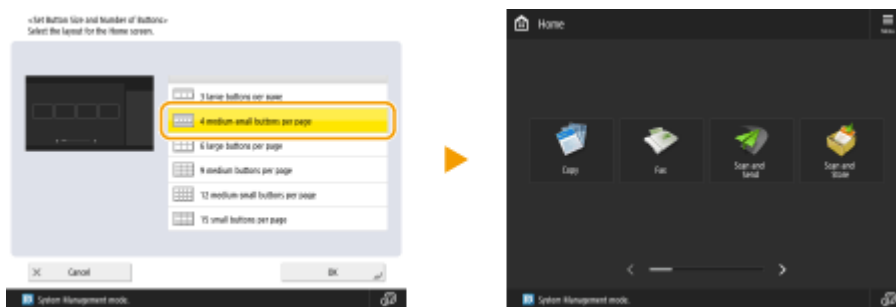 <Set Button Size and Number of Buttons>
Select the layout for the Home screen.
3 large buttons per page
4 medium-small buttons per page
6 large buttons per page
9 medium buttons per page
12 medium-small buttons per page
15 small buttons per page
Cancel
OK
System Management mode.
Home
Menu
Copy
Fax
Scan and
Send
Scan and
Store
System Management mode.